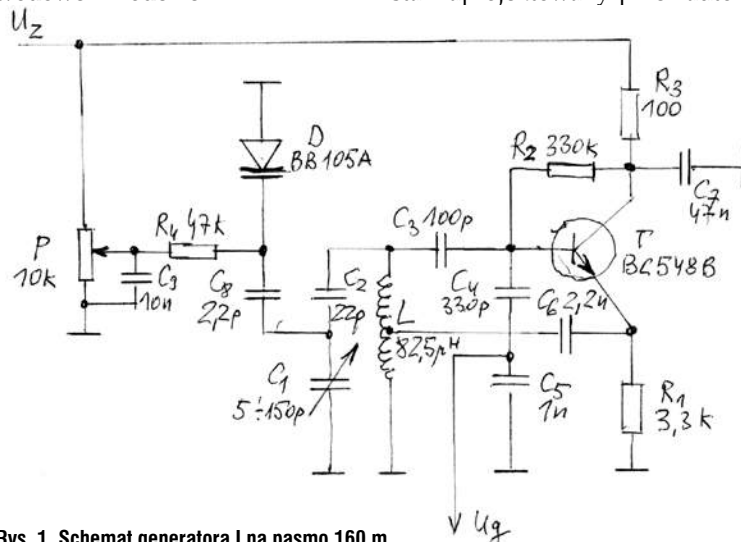 Uz
R3
100
D
BB105A
R2 330k
C7
47n
P
10k
R4 47k
C3 100p
T
BC548B
C9
10n
C8
2,2p
C2
22p
L
82,5µH
C4
330p
C6 2,2n
C1
5÷150p
C5
1n
R1
3,3k
Ug
Rys. 1. Schemat generatora I na pasmo 160 m